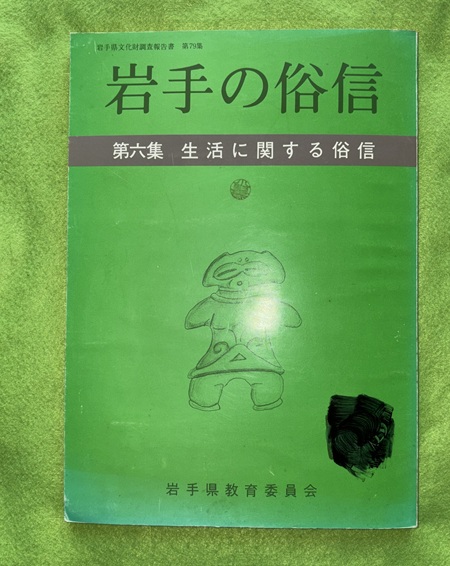 岩手県文化財調査報告書 第79集
岩手の俗信
第六集 生活に関する俗信
岩手県教育委員会